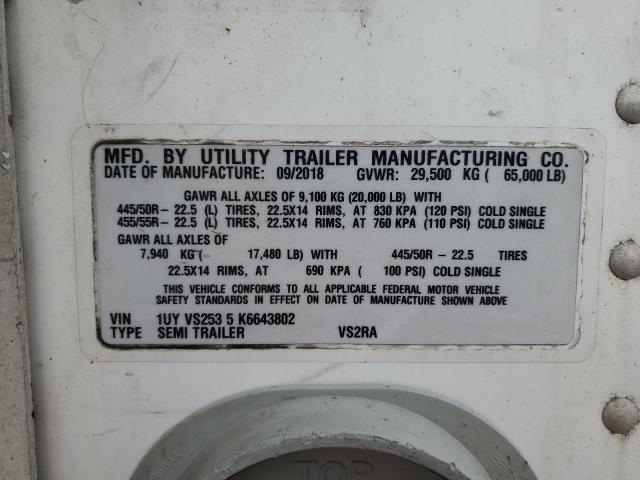 MFD. BY UTILITY TRAILER MANUFACTURING CO.
DATE OF MANUFACTURE: 09/2018 GVWR: 29,500 KG ( 65,000 LB)
GAWR ALL AXLES OF 9,100 KG (20,000 LB) WITH
445/50R-22.5 (L) TIRES, 22.5X14 RIMS, AT 830 KPA (120 PSI) COLD SINGLE
455/55R-22.5 (L) TIRES, 22.5X14 RIMS, AT 760 KPA (110 PSI) COLD SINGLE
GAWR ALL AXLES OF
7,940 KG ( 17,480 LB) WITH 445/50R-22.5 TIRES
22.5X14 RIMS, AT 690 KPA ( 100 PSI) COLD SINGLE
THIS VEHICLE CONFORMS TO ALL APPLICABLE FEDERAL MOTOR VEHICLE
SAFETY STANDARDS IN EFFECT ON DATE OF MANUFACTURE SHOWN ABOVE
VIN 1UY VS253 5 K6643802
TYPE SEMI TRAILER VS2RA
TOP